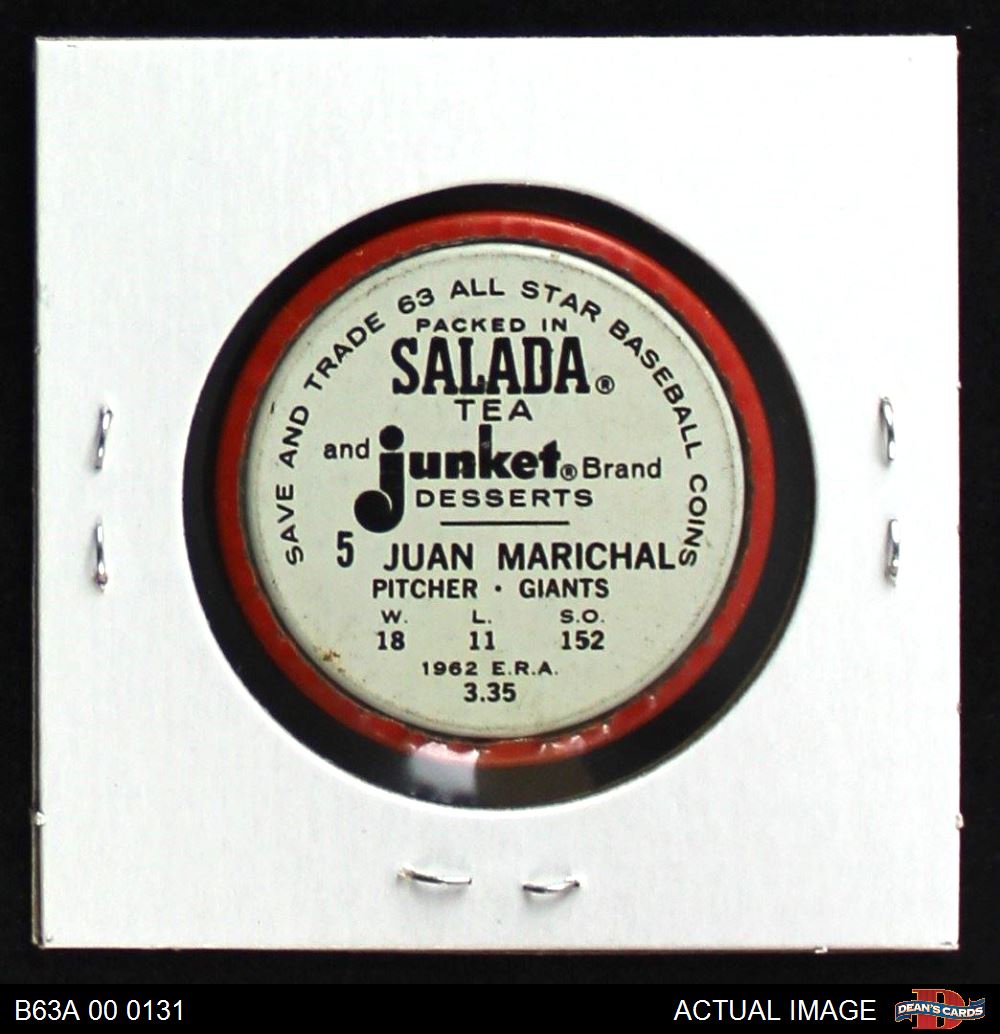 SAVE AND TRADE 63 ALL STAR BASEBALL COINS
PACKED IN
SALADA®
TEA
and junket® Brand
DESSERTS
5 JUAN MARICHAL
PITCHER · GIANTS
W. L. S.O.
18 11 152
1962 E.R.A.
3.35
B63A 00 0131
ACTUAL IMAGE
D
DEAN'S CARDS